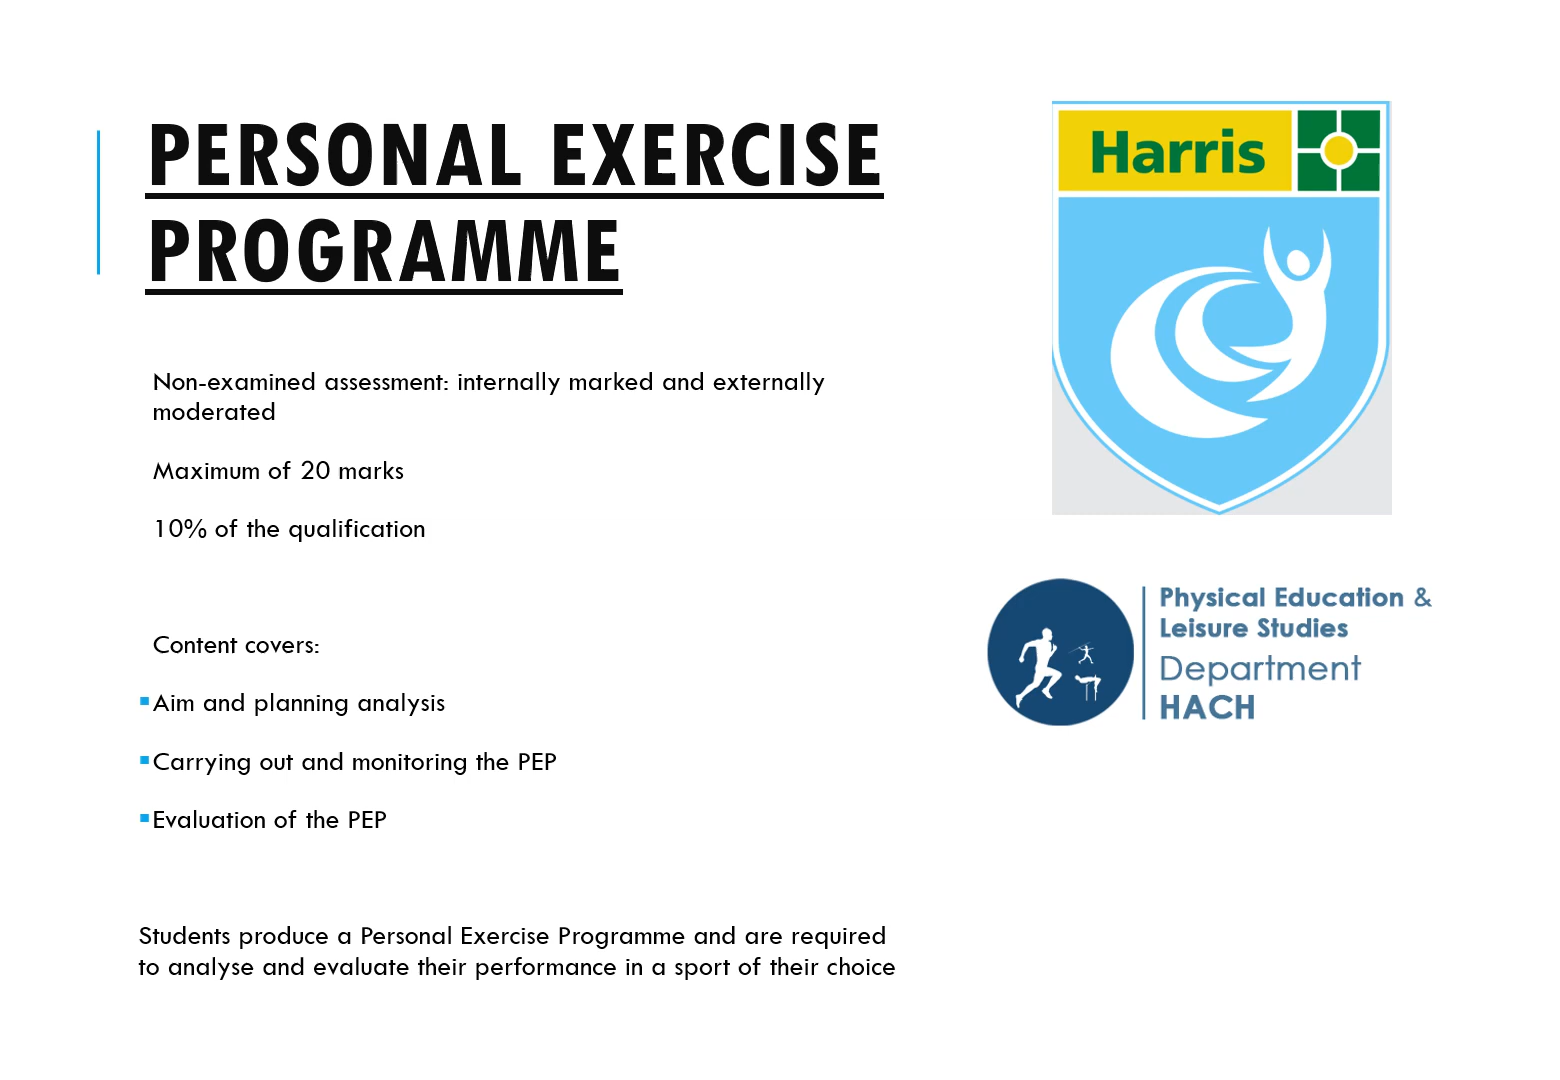 PERSONAL EXERCISE
PROGRAMME
Non-examined assessment: internally marked and externally
moderated
Maximum of 20 marks
10% of the qualification
Content covers:
Aim and planning analysis
Carrying out and monitoring the PEP
Evaluation of the PEP
Students produce a Personal Exercise Programme and are required
to analyse and evaluate their performance in a sport of their choice
Harris
Physical Education &
Leisure Studies
Department
HACH